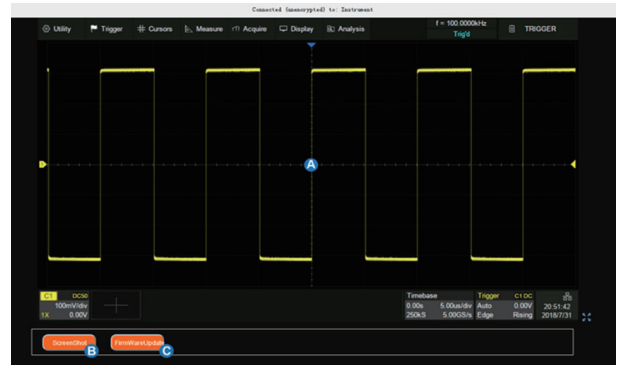 Connected (unencrypted) to: Instrument
Utility Trigger Cursors Measure Acquire Display Analysis f = 100.0000kHz Trig'd TRIGGER
A
C1 DC50
100mV/div
1X 0.00V
Timebase
0.00s 5.00us/div
250kS 5.00GS/s
Trigger C1 DC
Auto 0.00V
Edge Rising
20:51:42
2018/7/31
ScreenShot B FirmWareUpdate C